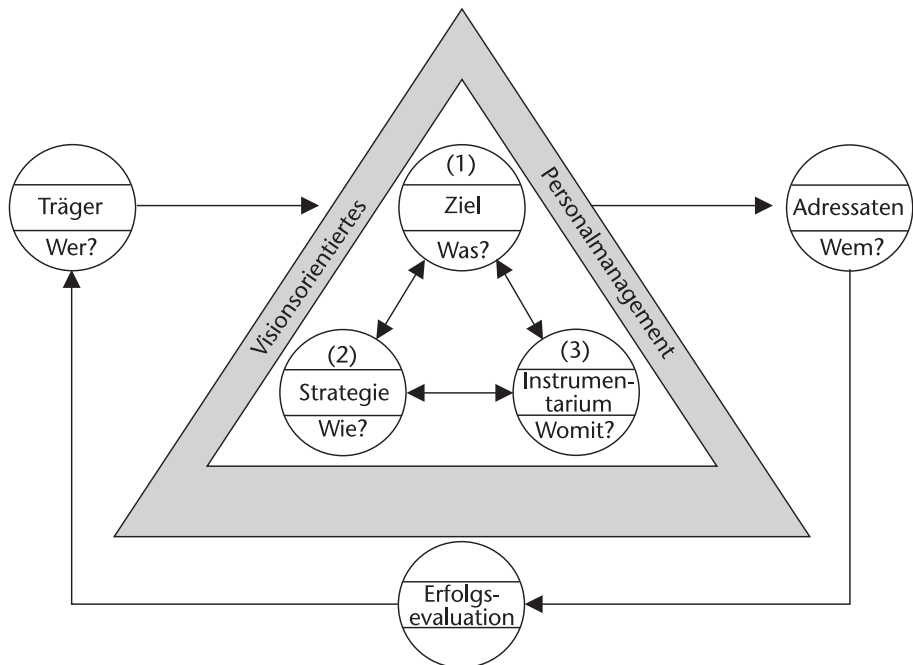 (1)
Ziel
Was?
Träger
Wer?
Adressaten
Wem?
Visionsorientiertes
Personalmanagement
(2)
Strategie
Wie?
(3)
Instrumen-
tarium
Womit?
Erfolgs-
evaluation